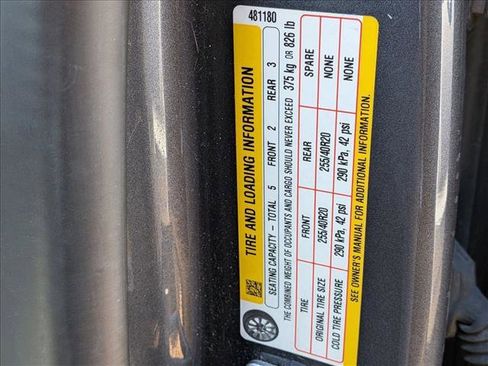 481180
TIRE AND LOADING INFORMATION
SEATING CAPACITY - TOTAL 5 FRONT 2 REAR 3
THE COMBINED WEIGHT OF OCCUPANTS AND CARGO SHOULD NEVER EXCEED 375 kg OR 826 lb
TIRE FRONT REAR SPARE
ORIGINAL TIRE SIZE 255/40R20 255/40R20 NONE
COLD TIRE PRESSURE 290 kPa, 42 psi 290 kPa, 42 psi NONE
SEE OWNER'S MANUAL FOR ADDITIONAL INFORMATION.